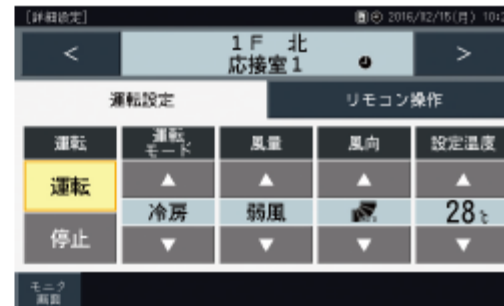 [詳細設定]
2016/02/15(月) 10:
<
1F 北
応接室1
>
運転設定
リモコン操作
運転
運転
モード
風量
風向
設定温度
運転
冷房
弱風
28℃
停止
モニタ
画面